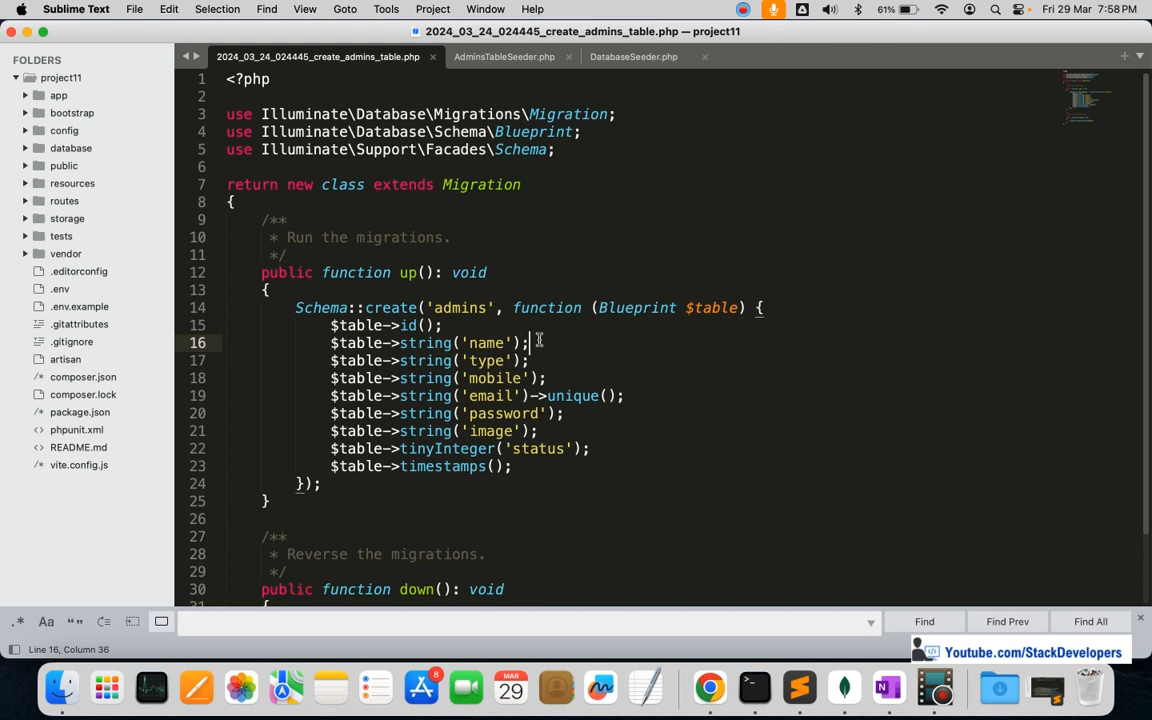 Sublime Text File Edit Selection Find View Goto Tools Project Window Help 61% Fri 29 Mar 7:58 PM
2024_03_24_024445_create_admins_table.php — project11
FOLDERS
project11
app
bootstrap
config
database
public
resources
routes
storage
tests
vendor
.editorconfig
.env
.env.example
.gitattributes
.gitignore
artisan
composer.json
composer.lock
package.json
phpunit.xml
README.md
vite.config.js
2024_03_24_024445_create_admins_table.php × AdminsTableSeeder.php × DatabaseSeeder.php ×
1 <?php
2
3 use Illuminate\Database\Migrations\Migration;
4 use Illuminate\Database\Schema\Blueprint;
5 use Illuminate\Support\Facades\Schema;
6
7 return new class extends Migration
8 {
9 /**
10 * Run the migrations.
11 */
12 public function up(): void
13 {
14 Schema::create('admins', function (Blueprint $table) {
15 $table->id();
16 $table->string('name');
17 $table->string('type');
18 $table->string('mobile');
19 $table->string('email')->unique();
20 $table->string('password');
21 $table->string('image');
22 $table->tinyInteger('status');
23 $table->timestamps();
24 });
25 }
26
27 /**
28 * Reverse the migrations.
29 */
30 public function down(): void
31 {
.* Aa “” Find Find Prev Find All
Line 16, Column 36
Youtube.com/StackDevelopers
8
MAR
29